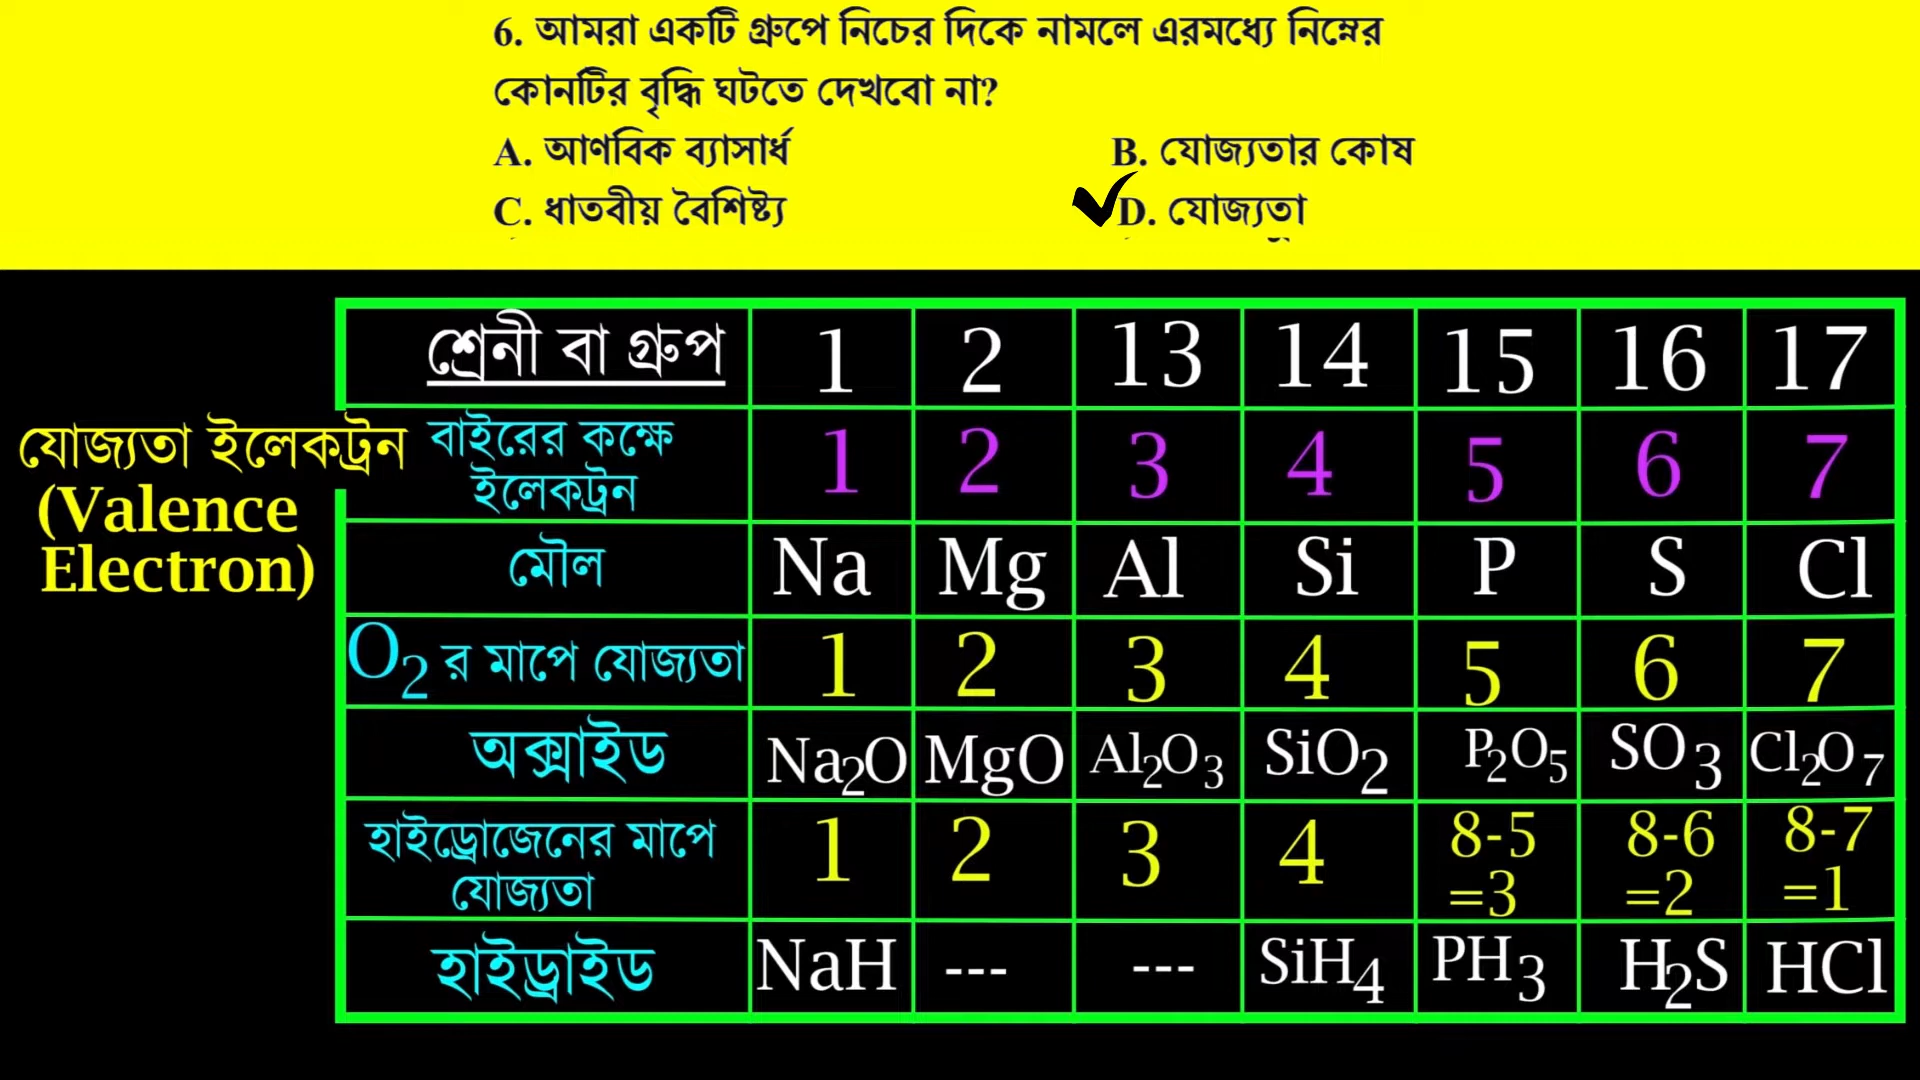 6. আমরা একটি গ্রুপে নিচের দিকে নামলে এরমধ্যে নিম্নের
কোনটির বৃদ্ধি ঘটতে দেখবো না?
A. আণবিক ব্যাসার্ধ B. যোজ্যতার কোষ
C. ধাতবীয় বৈশিষ্ট্য ✔D. যোজ্যতা
শ্রেনী বা গ্রুপ 1 2 13 14 15 16 17
যোজ্যতা ইলেকট্রন
(Valence
Electron)
বাইরের কক্ষে
ইলেকট্রন 1 2 3 4 5 6 7
মৌল Na Mg Al Si P S Cl
O₂ র মাপে যোজ্যতা 1 2 3 4 5 6 7
অক্সাইড Na₂O MgO Al₂O₃ SiO₂ P₂O₅ SO₃ Cl₂O₇
হাইড্রোজেনের মাপে
যোজ্যতা 1 2 3 4 8-5 8-6 8-7
=3 =2 =1
হাইড্রাইড NaH --- --- SiH₄ PH₃ H₂S HCl